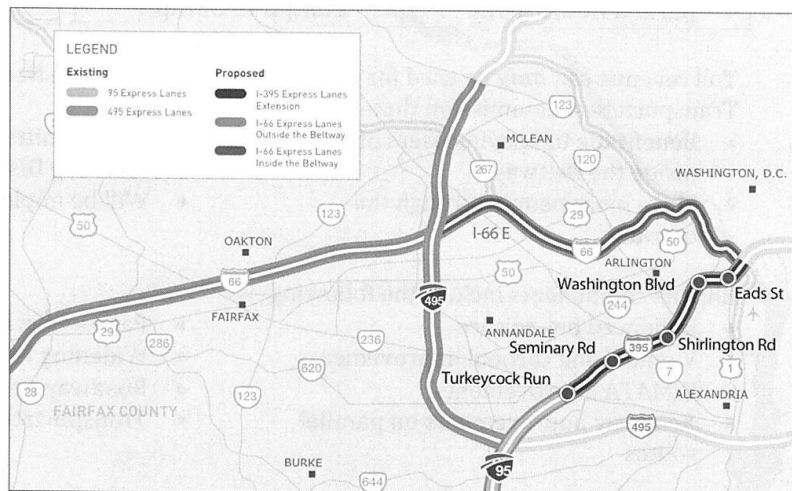 LEGEND
Existing
95 Express Lanes
495 Express Lanes
Proposed
I-395 Express Lanes
Extension
I-66 Express Lanes
Outside the Beltway
I-66 Express Lanes
Inside the Beltway
123
MCLEAN
267
120
WASHINGTON, D.C.
123
29
50
50
I-66 E
66
OAKTON
ARLINGTON
50
66
Washington Blvd
Eads St
495
244
FAIRFAX
29
286
236
ANNANDALE
Seminary Rd
395
Shirlington Rd
620
7
1
Turkeycock Run
28
123
ALEXANDRIA
FAIRFAX COUNTY
495
95
BURKE
644